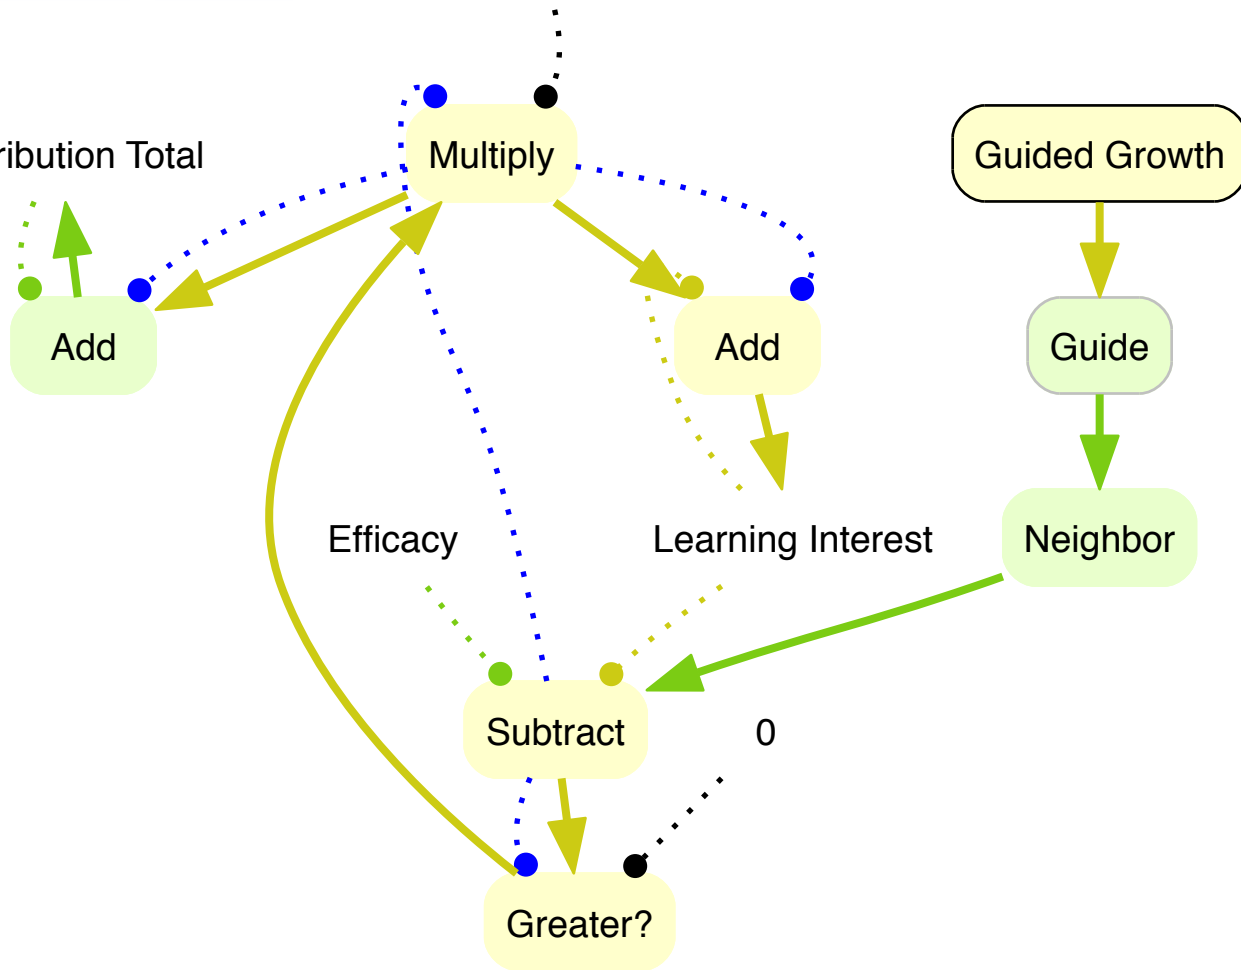 ribution Total
Multiply
Guided Growth
Add
Add
Guide
Efficacy
Learning Interest
Neighbor
Subtract
0
Greater?